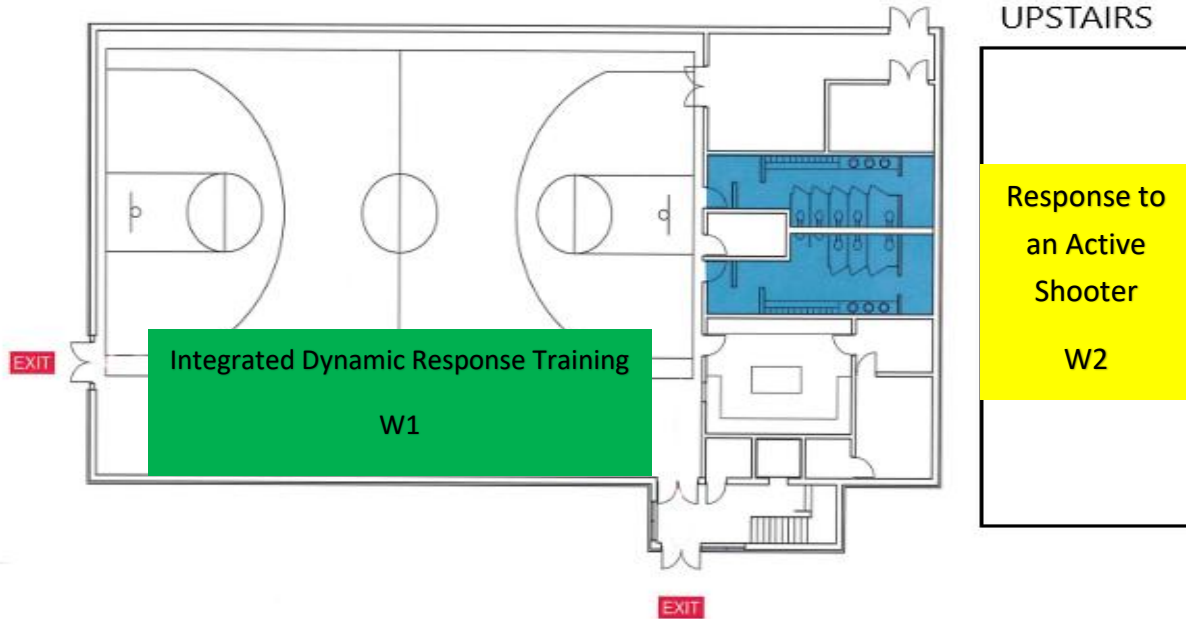 UPSTAIRS
Response to
an Active
Shooter
W2
EXIT
Integrated Dynamic Response Training
W1
EXIT